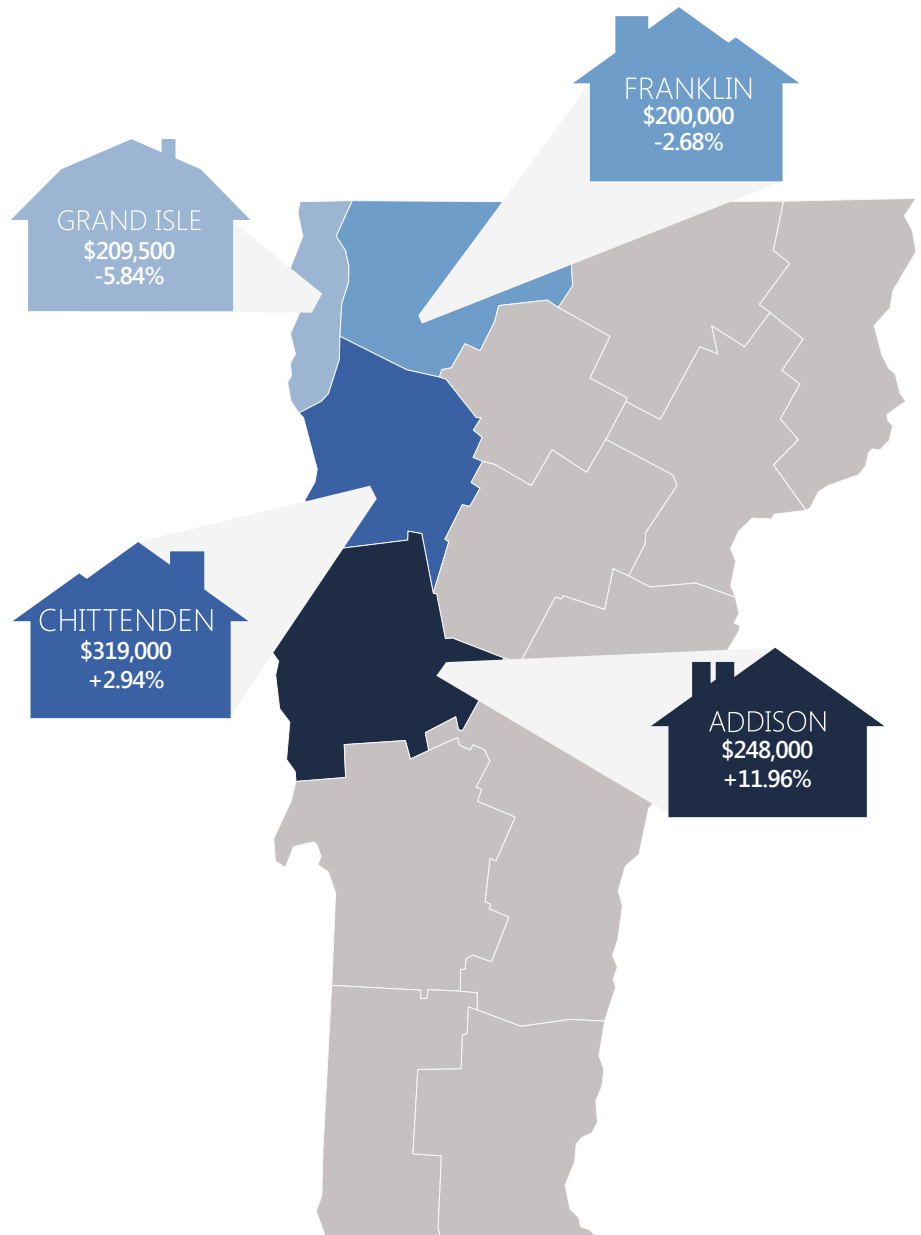 FRANKLIN
$200,000
-2.68%
GRAND ISLE
$209,500
-5.84%
CHITTENDEN
$319,000
+2.94%
ADDISON
$248,000
+11.96%